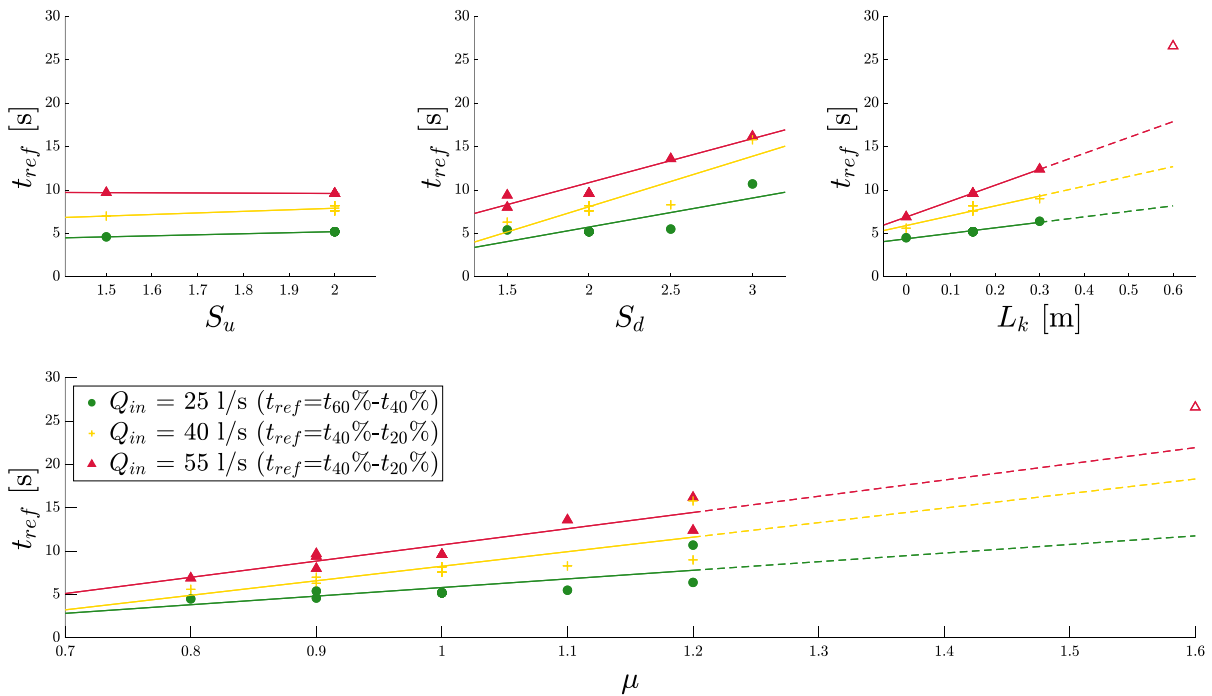 30
25
20
15
10
5
0
t_ref [s]
1.5 1.6 1.7 1.8 1.9 2
S_u
30
25
20
15
10
5
0
t_ref [s]
1.5 2 2.5 3
S_d
30
25
20
15
10
5
0
t_ref [s]
0 0.1 0.2 0.3 0.4 0.5 0.6
L_k [m]
30
25
20
15
10
5
0
t_ref [s]
Q_in = 25 l/s (t_ref=t_60%-t_40%)
Q_in = 40 l/s (t_ref=t_40%-t_20%)
Q_in = 55 l/s (t_ref=t_40%-t_20%)
0.7 0.8 0.9 1 1.1 1.2 1.3 1.4 1.5 1.6
μ